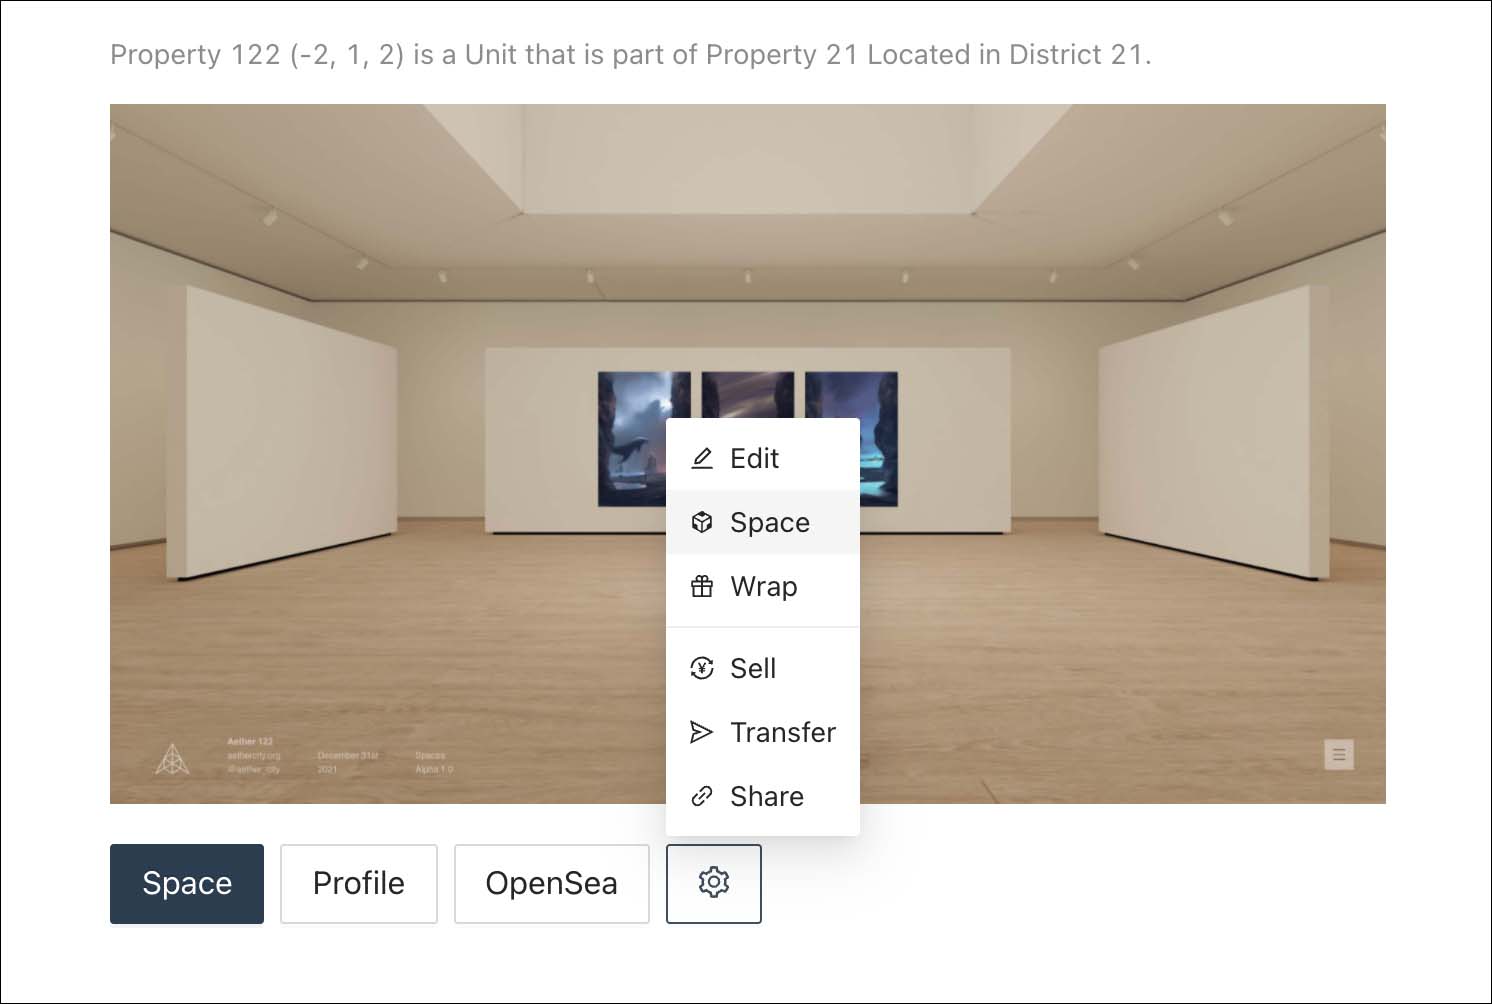 Property 122 (-2, 1, 2) is a Unit that is part of Property 21 Located in District 21.
Edit
Space
Wrap
Sell
Transfer
Share
Aether 122
aethercity.org
@aether_city
December 31st
2021
Spaces
Alpha 1.0
Space
Profile
OpenSea